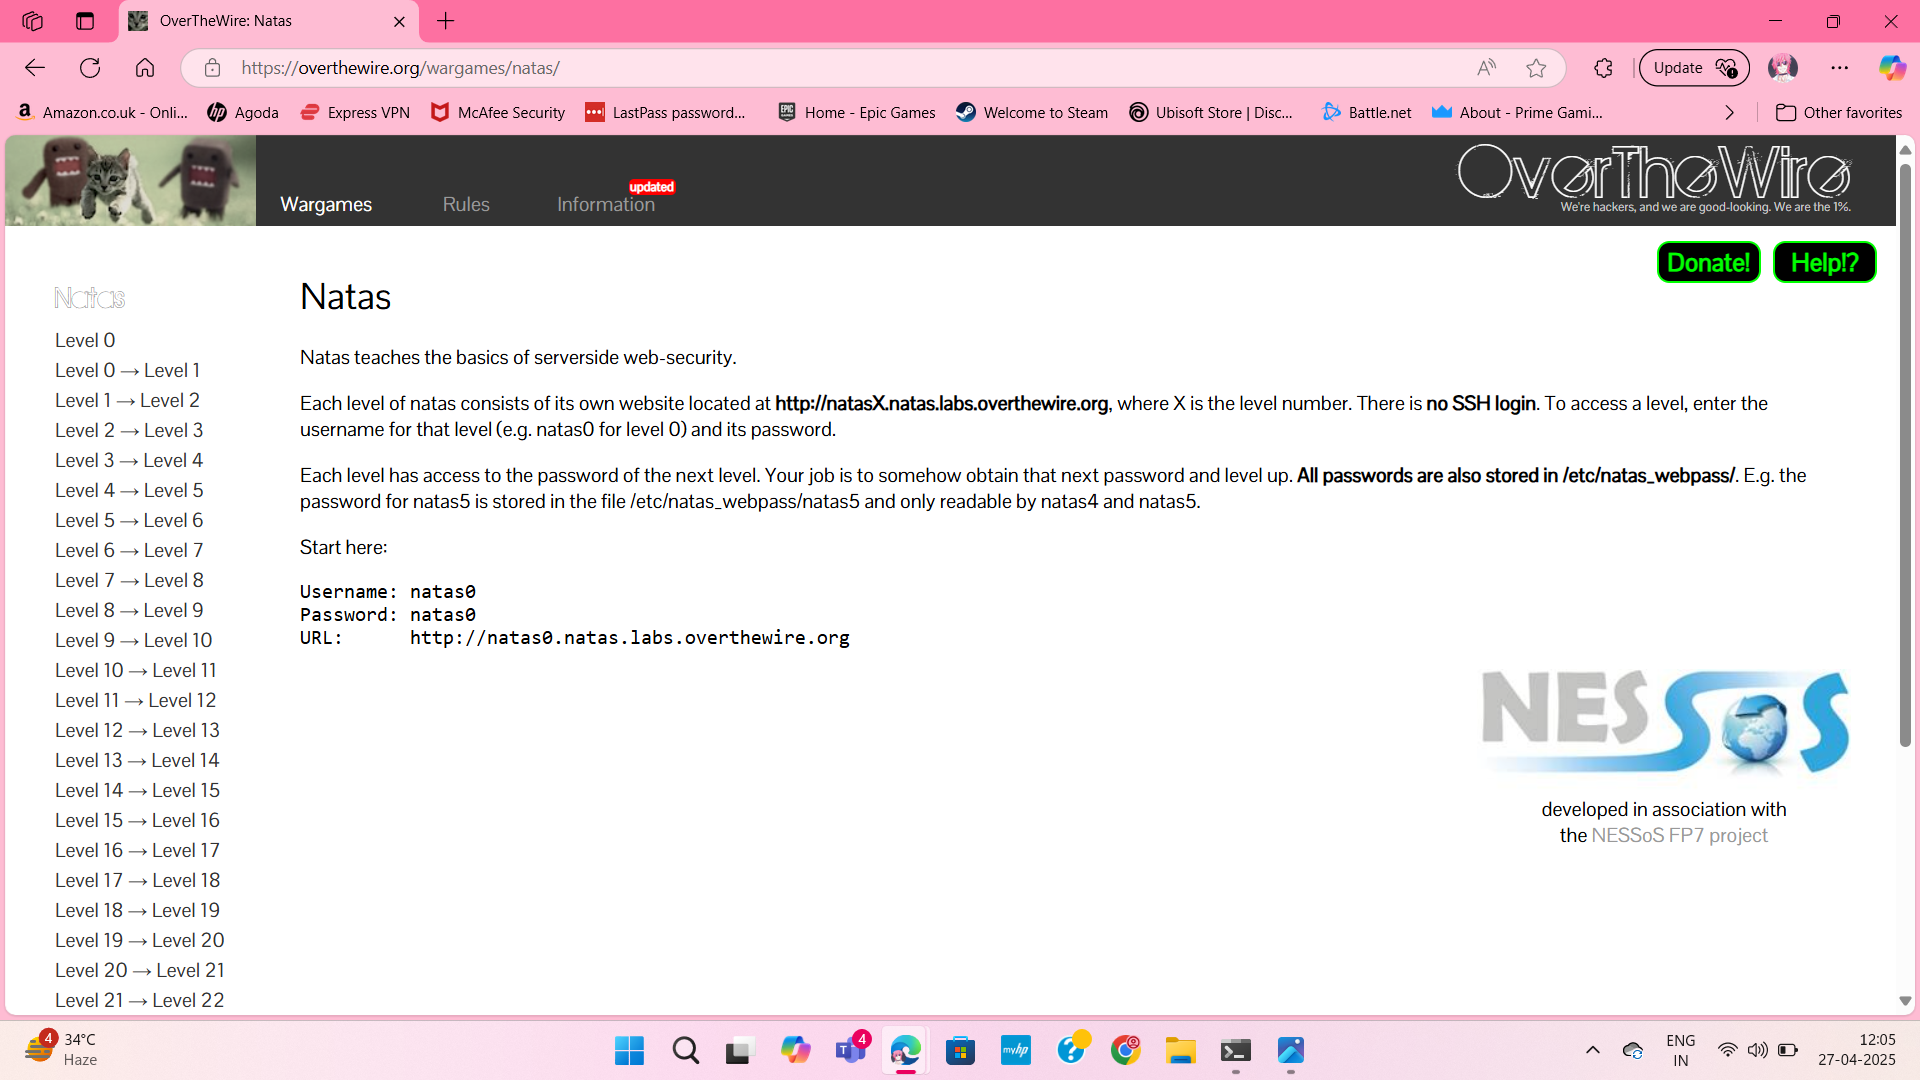 OverTheWire: Natas
https://overthewire.org/wargames/natas/
Update
Amazon.co.uk - Onli...
Agoda
Express VPN
McAfee Security
LastPass password...
Home - Epic Games
Welcome to Steam
Ubisoft Store | Disc...
Battle.net
About - Prime Gami...
Other favorites
Wargames
Rules
Information
updated
OverTheWire
We're hackers, and we are good-looking. We are the 1%.
Donate!
Help!?
Natas
Level 0
Level 0 → Level 1
Level 1 → Level 2
Level 2 → Level 3
Level 3 → Level 4
Level 4 → Level 5
Level 5 → Level 6
Level 6 → Level 7
Level 7 → Level 8
Level 8 → Level 9
Level 9 → Level 10
Level 10 → Level 11
Level 11 → Level 12
Level 12 → Level 13
Level 13 → Level 14
Level 14 → Level 15
Level 15 → Level 16
Level 16 → Level 17
Level 17 → Level 18
Level 18 → Level 19
Level 19 → Level 20
Level 20 → Level 21
Level 21 → Level 22
Natas
Natas teaches the basics of serverside web-security.
Each level of natas consists of its own website located at http://natasX.natas.labs.overthewire.org, where X is the level number. There is no SSH login. To access a level, enter the
username for that level (e.g. natas0 for level 0) and its password.
Each level has access to the password of the next level. Your job is to somehow obtain that next password and level up. All passwords are also stored in /etc/natas_webpass/. E.g. the
password for natas5 is stored in the file /etc/natas_webpass/natas5 and only readable by natas4 and natas5.
Start here:
Username: natas0
Password: natas0
URL: http://natas0.natas.labs.overthewire.org
NESSOS
developed in association with
the NESSoS FP7 project
4
34°C
Haze
4
myhp
ENG
IN
12:05
27-04-2025